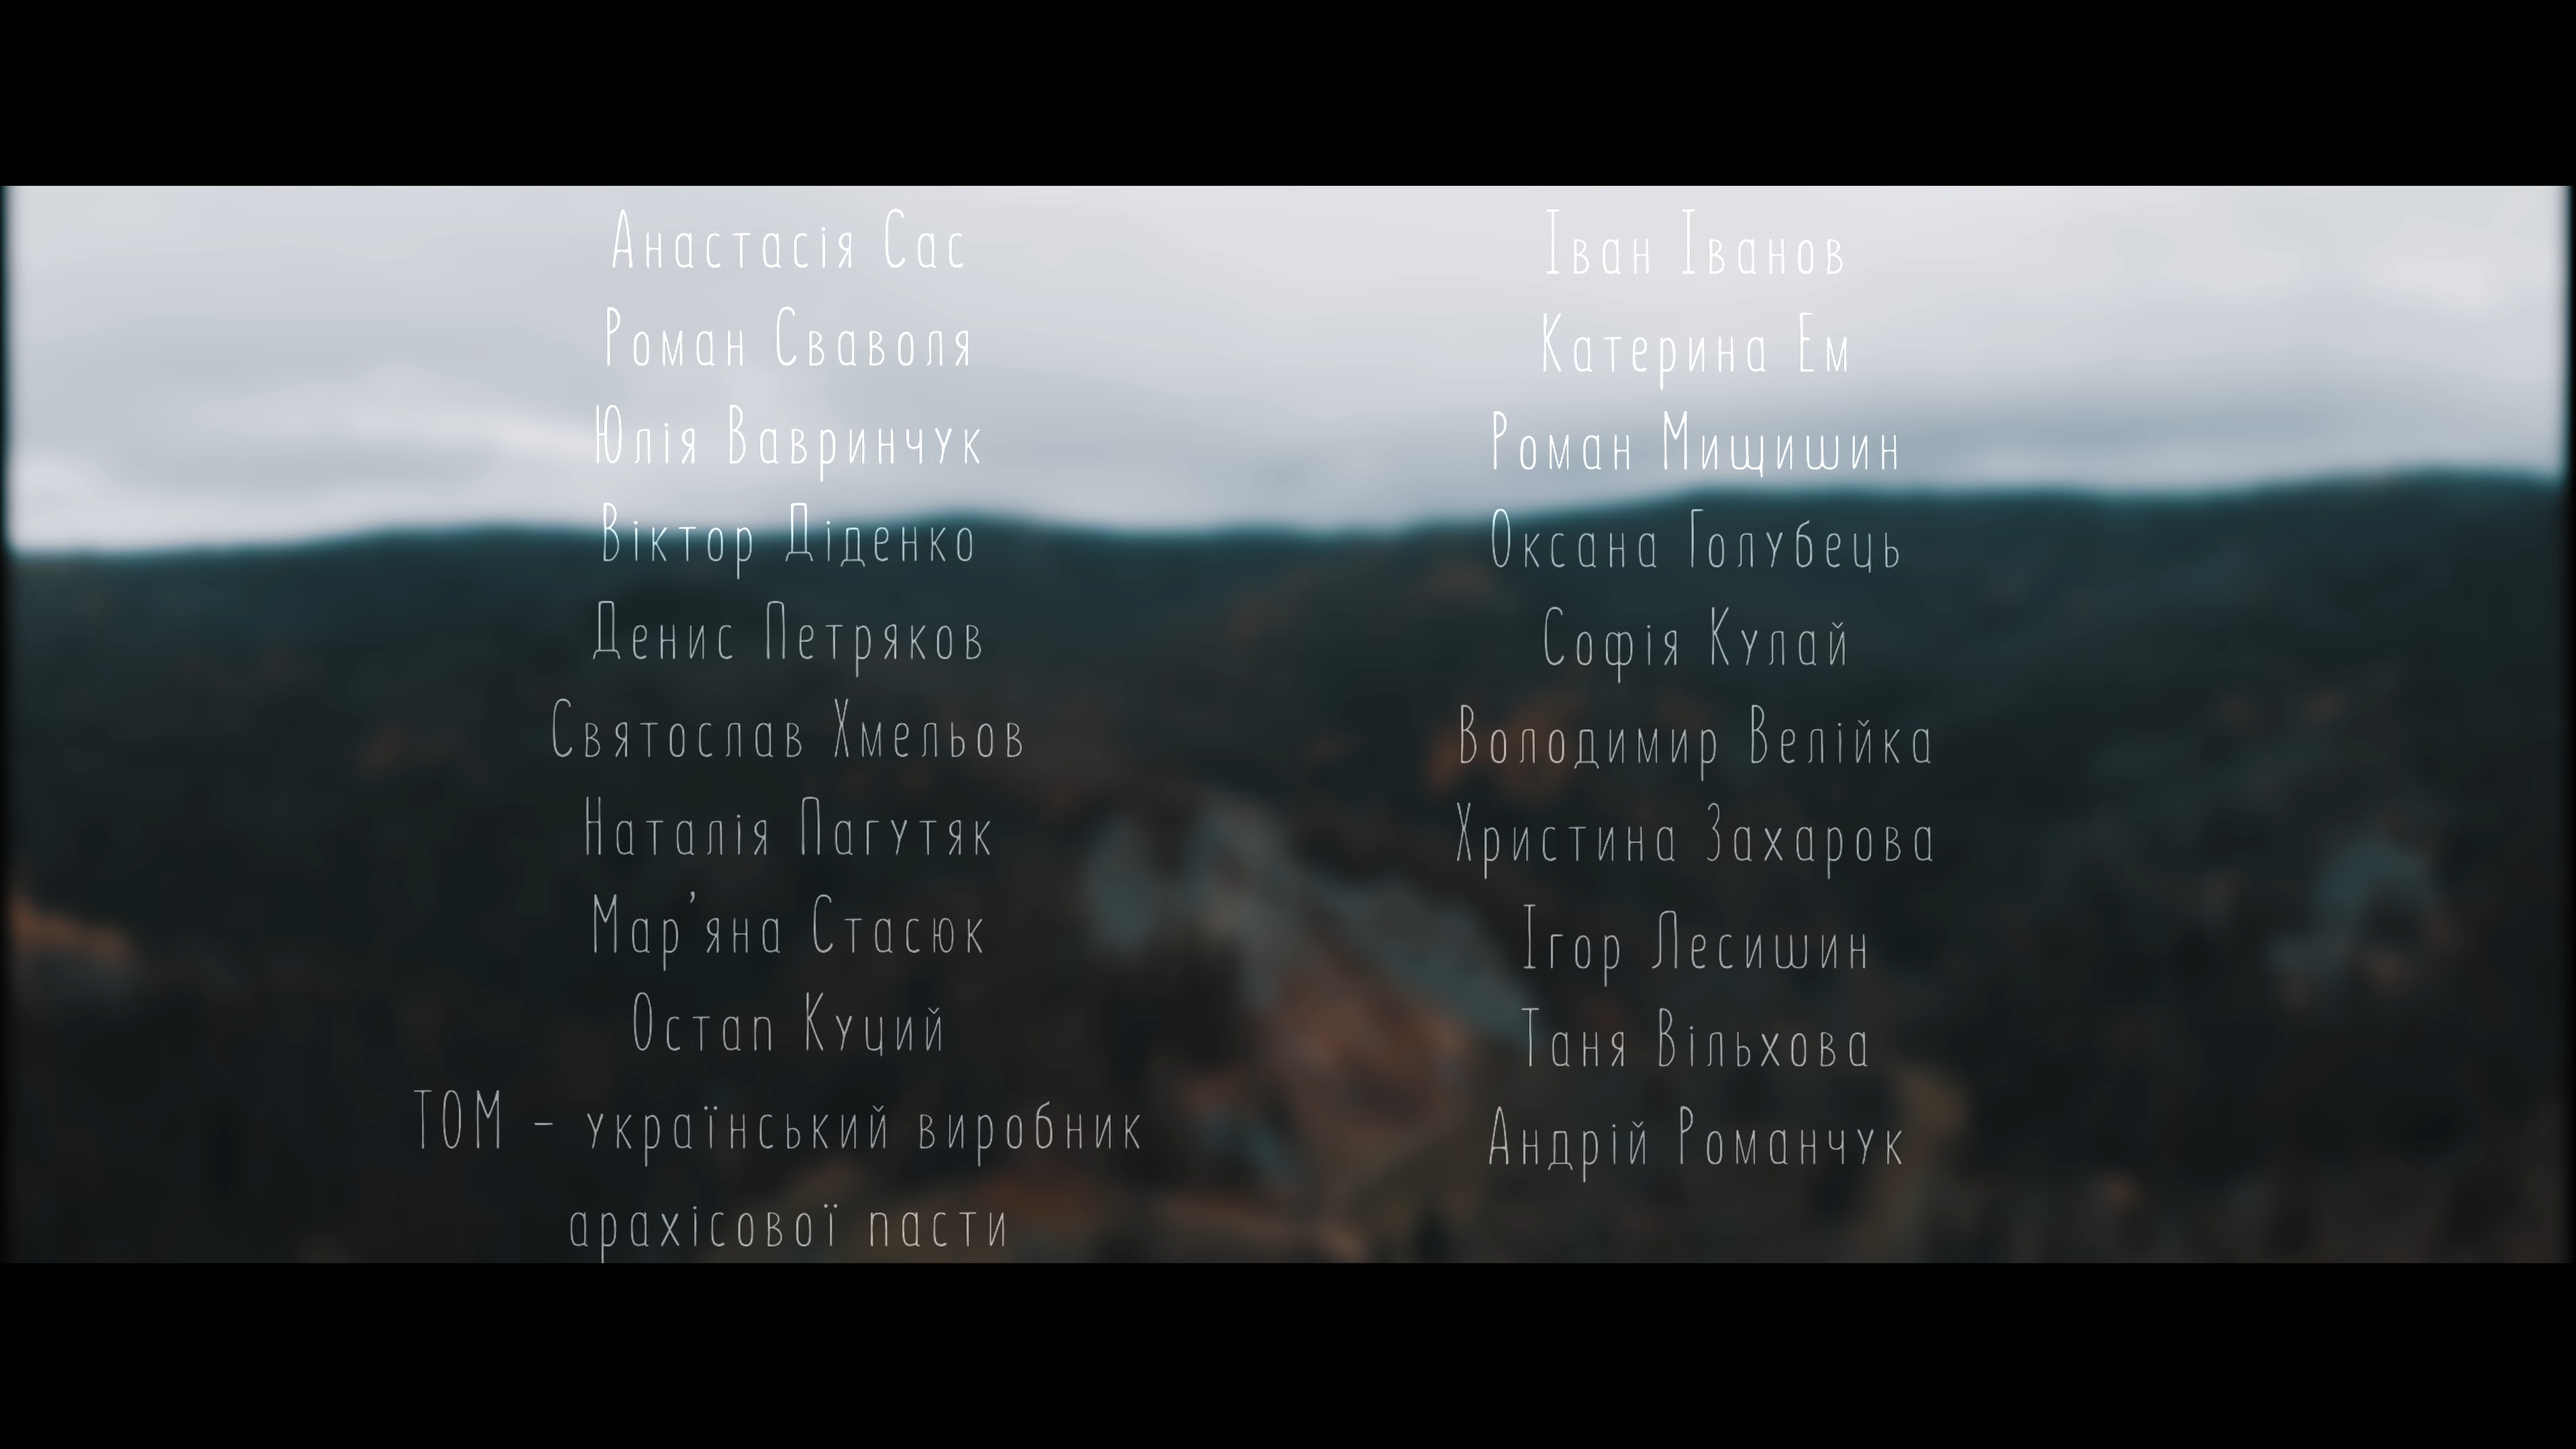 Анастасія Сас
Роман Сваволя
Юлія Вавринчук
Віктор Діденко
Денис Петряков
Святослав Хмельов
Наталія Пагутяк
Мар’яна Стасюк
Остап Куций
ТОМ – український виробник
арахісової пасти
Іван Іванов
Катерина Ем
Роман Мищишин
Оксана Голубець
Софія Кулай
Володимир Велійка
Христина Захарова
Ігор Лесишин
Таня Вільхова
Андрій Романчук